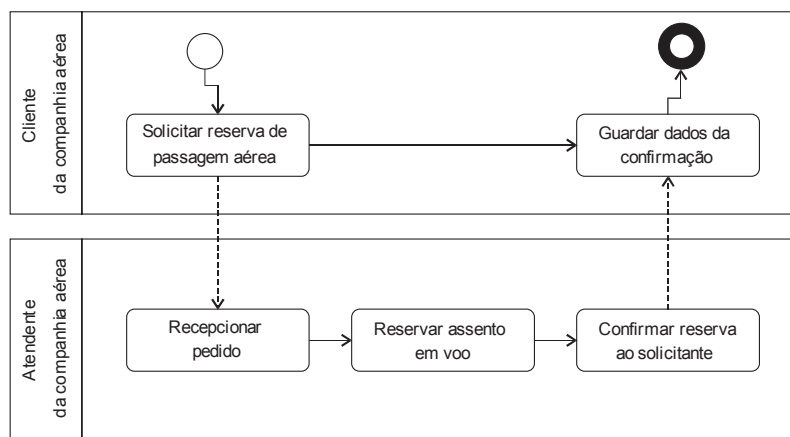 Cliente
da companhia aérea
Solicitar reserva de
passagem aérea
Guardar dados da
confirmação
Atendente
da companhia aérea
Recepcionar
pedido
Reservar assento
em voo
Confirmar reserva
ao solicitante